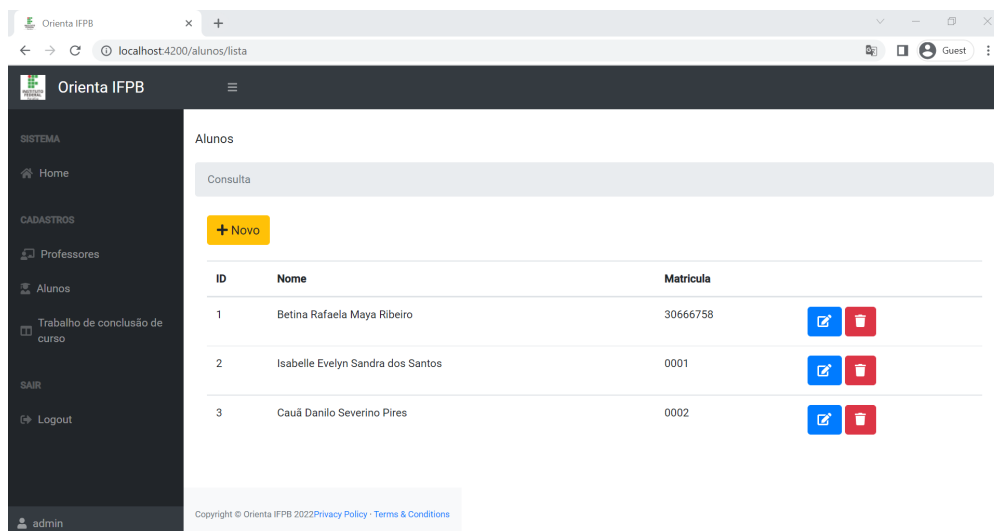 Orienta IFPB
localhost:4200/alunos/lista
Guest
INSTITUTO
FEDERAL
Orienta IFPB
SISTEMA
Home
CADASTROS
Professores
Alunos
Trabalho de conclusão de
curso
SAIR
Logout
admin
Alunos
Consulta
+ Novo
ID Nome Matricula
1 Betina Rafaela Maya Ribeiro 30666758
2 Isabelle Evelyn Sandra dos Santos 0001
3 Cauã Danilo Severino Pires 0002
Copyright © Orienta IFPB 2022Privacy Policy · Terms & Conditions